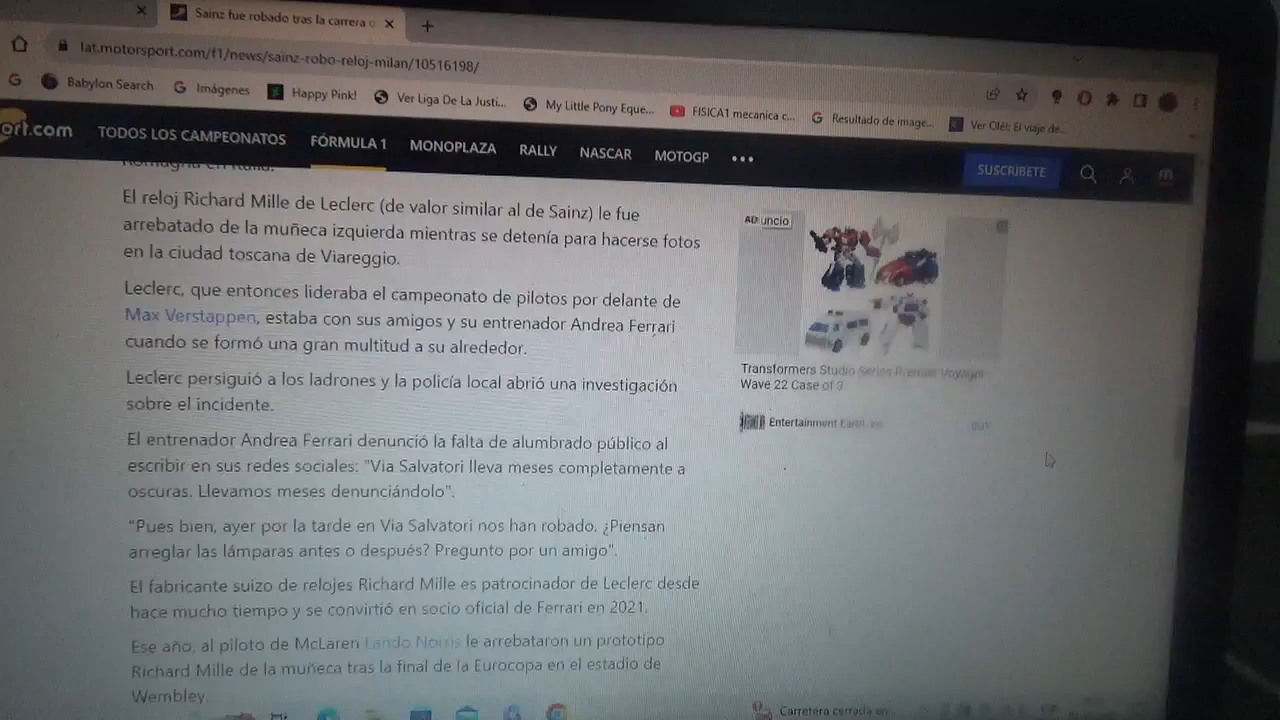 Sainz fue robado tras la carrera
lat.motorsport.com/f1/news/sainz-robo-reloj-milan/10516198/
Babylon Search
Imágenes
Happy Pink!
Ver Liga De La Justi...
My Little Pony Eque...
FISICA1 mecanica c...
Resultado de image...
Ver Olé!: El viaje de...
ort.com
TODOS LOS CAMPEONATOS
FÓRMULA 1
MONOPLAZA
RALLY
NASCAR
MOTOGP
SUSCRÍBETE
El reloj Richard Mille de Leclerc (de valor similar al de Sainz) le fue
arrebatado de la muñeca izquierda mientras se detenía para hacerse fotos
en la ciudad toscana de Viareggio.
Leclerc, que entonces lideraba el campeonato de pilotos por delante de
Max Verstappen, estaba con sus amigos y su entrenador Andrea Ferrari
cuando se formó una gran multitud a su alrededor.
Leclerc persiguió a los ladrones y la policía local abrió una investigación
sobre el incidente.
El entrenador Andrea Ferrari denunció la falta de alumbrado público al
escribir en sus redes sociales: "Via Salvatori lleva meses completamente a
oscuras. Llevamos meses denunciándolo".
"Pues bien, ayer por la tarde en Via Salvatori nos han robado. ¿Piensan
arreglar las lámparas antes o después? Pregunto por un amigo".
El fabricante suizo de relojes Richard Mille es patrocinador de Leclerc desde
hace mucho tiempo y se convirtió en socio oficial de Ferrari en 2021.
Ese año, al piloto de McLaren Lando Norris le arrebataron un prototipo
Richard Mille de la muñeca tras la final de la Eurocopa en el estadio de
Wembley
Transformers Studio Series Premier Voyager
Wave 22 Case of 3
Entertainment Earth
Carretera cerrada en